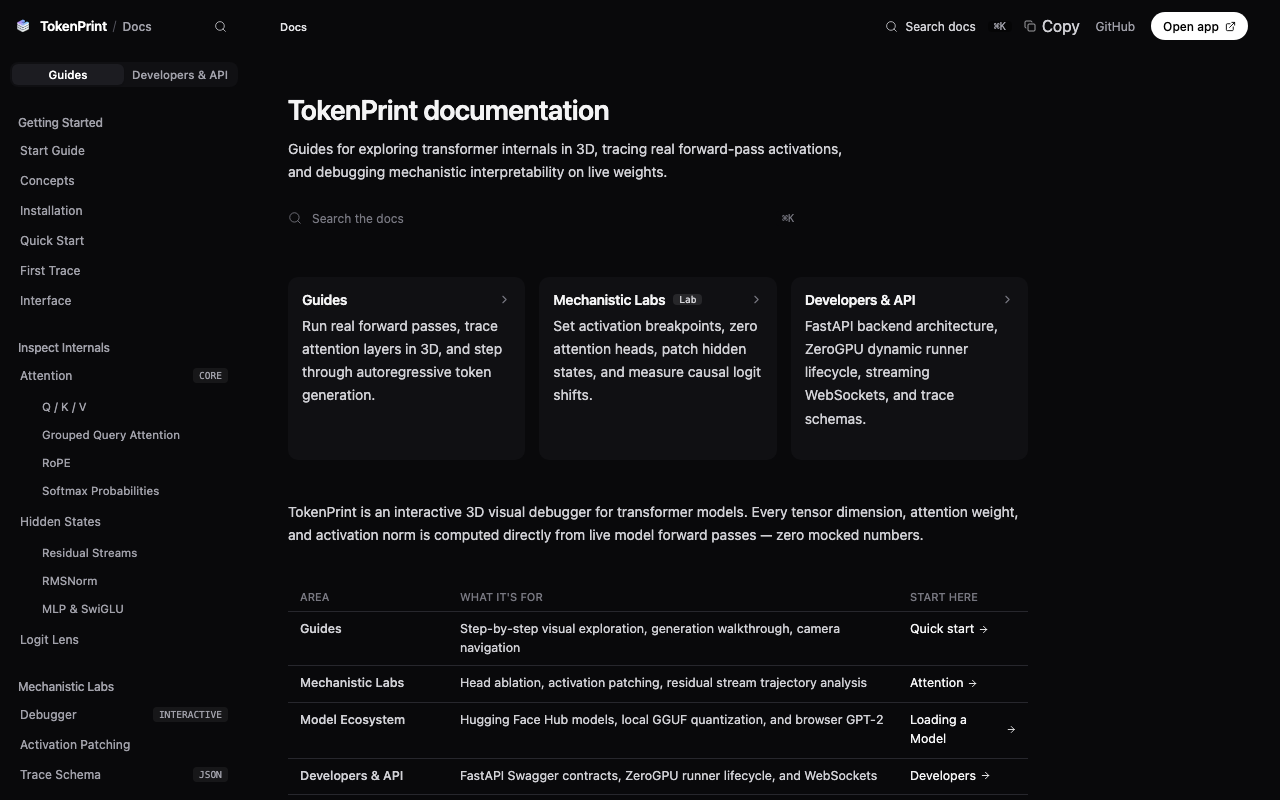 TokenPrint / Docs
Docs
Search docs ⌘K
Copy
GitHub
Open app
Guides
Developers & API
Getting Started
Start Guide
Concepts
Installation
Quick Start
First Trace
Interface
Inspect Internals
Attention CORE
Q / K / V
Grouped Query Attention
RoPE
Softmax Probabilities
Hidden States
Residual Streams
RMSNorm
MLP & SwiGLU
Logit Lens
Mechanistic Labs
Debugger INTERACTIVE
Activation Patching
Trace Schema JSON
TokenPrint documentation
Guides for exploring transformer internals in 3D, tracing real forward-pass activations,
and debugging mechanistic interpretability on live weights.
Search the docs ⌘K
Guides
Run real forward passes, trace
attention layers in 3D, and step
through autoregressive token
generation.
Mechanistic Labs Lab
Set activation breakpoints, zero
attention heads, patch hidden
states, and measure causal logit
shifts.
Developers & API
FastAPI backend architecture,
ZeroGPU dynamic runner
lifecycle, streaming
WebSockets, and trace
schemas.
TokenPrint is an interactive 3D visual debugger for transformer models. Every tensor dimension, attention weight,
and activation norm is computed directly from live model forward passes — zero mocked numbers.
AREA WHAT IT'S FOR START HERE
Guides Step-by-step visual exploration, generation walkthrough, camera Quick start →
navigation
Mechanistic Labs Head ablation, activation patching, residual stream trajectory analysis Attention →
Model Ecosystem Hugging Face Hub models, local GGUF quantization, and browser GPT-2 Loading a →
Model
Developers & API FastAPI Swagger contracts, ZeroGPU runner lifecycle, and WebSockets Developers →